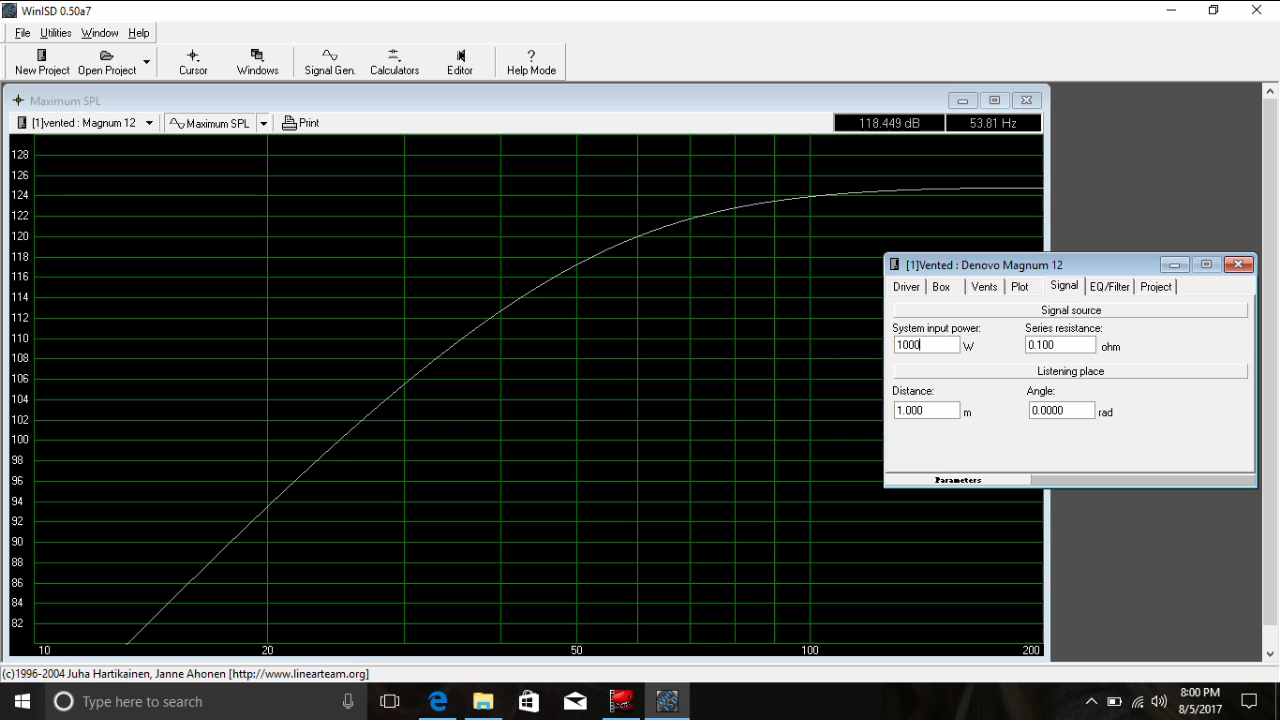 WinISD 0.50a7
File Utilities Window Help
New Project Open Project Cursor Windows Signal Gen. Calculators Editor ? Help Mode
Maximum SPL
[1]vented : Magnum 12 Maximum SPL Print 118.449 dB 53.81 Hz
128
126
124
122
120
118
116
114
112
110
108
106
104
102
100
98
96
94
92
90
88
86
84
82
10 20 50 100 200
[1]Vented : Denovo Magnum 12
Driver Box Vents Plot Signal EQ/Filter Project
Signal source
System input power: Series resistance:
1000 W 0.100 ohm
Listening place
Distance: Angle:
1.000 m 0.0000 rad
Parameters
(c)1996-2004 Juha Hartikainen, Janne Ahonen [http://www.linearteam.org]
Type here to search
8:00 PM
8/5/2017